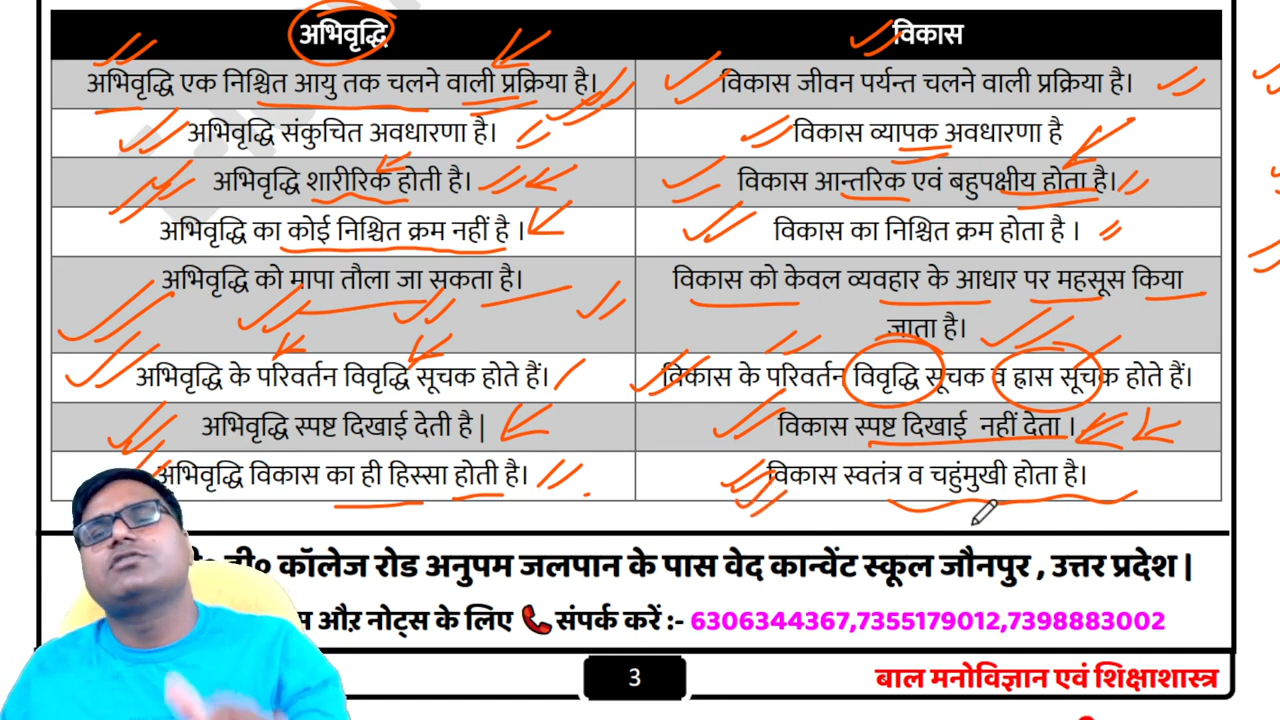 अभिवृद्धि
विकास
अभिवृद्धि एक निश्चित आयु तक चलने वाली प्रक्रिया है।
विकास जीवन पर्यन्त चलने वाली प्रक्रिया है।
अभिवृद्धि संकुचित अवधारणा है।
विकास व्यापक अवधारणा है
अभिवृद्धि शारीरिक होती है।
विकास आन्तरिक एवं बहुपक्षीय होता है।
अभिवृद्धि का कोई निश्चित क्रम नहीं है ।
विकास का निश्चित क्रम होता है ।
अभिवृद्धि को मापा तौला जा सकता है।
विकास को केवल व्यवहार के आधार पर महसूस किया
जाता है।
अभिवृद्धि के परिवर्तन विवृद्धि सूचक होते हैं।
विकास के परिवर्तन विवृद्धि सूचक व ह्रास सूचक होते हैं।
अभिवृद्धि स्पष्ट दिखाई देती है |
विकास स्पष्ट दिखाई नहीं देता ।
अभिवृद्धि विकास का ही हिस्सा होती है।
विकास स्वतंत्र व चहुंमुखी होता है।
कॉलेज रोड अनुपम जलपान के पास वेद कान्वेंट स्कूल जौनपुर , उत्तर प्रदेश |
और नोट्स के लिए संपर्क करें :- 6306344367,7355179012,7398883002
3
बाल मनोविज्ञान एवं शिक्षाशास्त्र